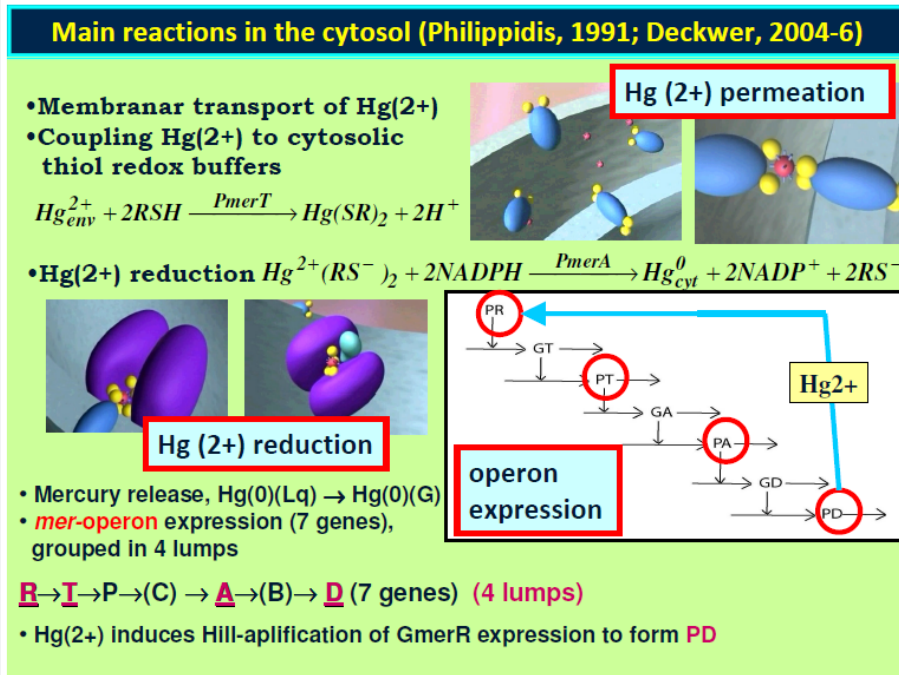 Main reactions in the cytosol (Philippidis, 1991; Deckwer, 2004-6)
•Membranar transport of Hg(2+)
•Coupling Hg(2+) to cytosolic
thiol redox buffers
Hg (2+) permeation
Hg²⁺env + 2RSH PmerT → Hg(SR)₂ + 2H⁺
•Hg(2+) reduction Hg²⁺(RS⁻)₂ + 2NADPH PmerA → Hg⁰cyt + 2NADP⁺ + 2RS⁻
Hg (2+) reduction
PR
GT
PT
GA
PA
GD
PD
Hg2+
operon
expression
• Mercury release, Hg(0)(Lq) → Hg(0)(G)
• mer-operon expression (7 genes),
grouped in 4 lumps
R→T→P→(C) → A→(B)→ D (7 genes) (4 lumps)
• Hg(2+) induces Hill-aplification of GmerR expression to form PD